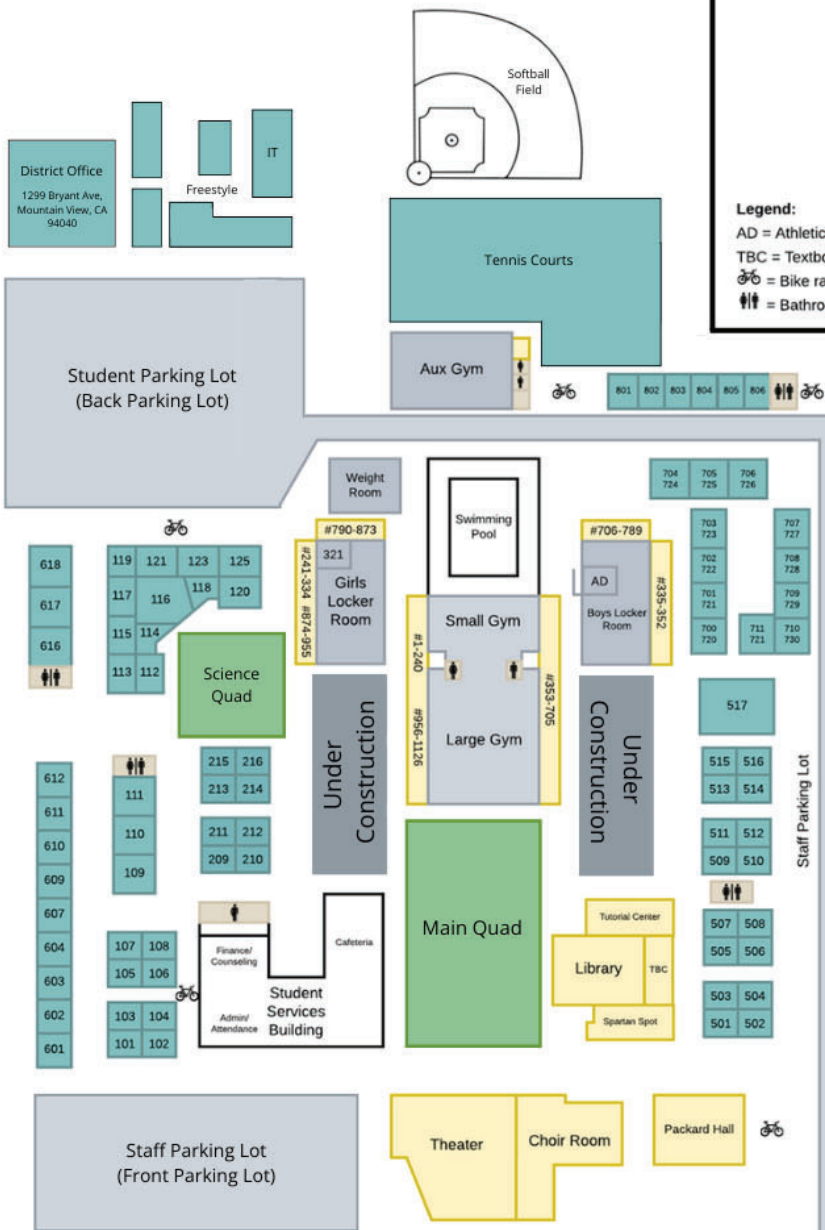 Softball
Field
District Office
1299 Bryant Ave,
Mountain View, CA
94040
IT
Freestyle
Legend:
AD = Athletic
TBC = Textbo
= Bike ra
= Bathro
Tennis Courts
Student Parking Lot
(Back Parking Lot)
Aux Gym
801 802 803 804 805 806
Weight
Room
Swimming
Pool
704 705 706
724 725 726
#790-873
#706-789
703
723
707
727
618
119 121 123 125
321
#241-334 #874-955
Girls
Locker
Room
AD
Boys Locker
Room
#335-352
702
722
708
728
617
117 116 118 120
701
721
709
729
616
115 114
Small Gym
#1-240
700
720
711
721
710
730
113 112
Science
Quad
#956-1126
#353-705
Large Gym
517
Under
Construction
Under
Construction
Staff Parking Lot
215 216
213 214
515 516
513 514
612
111
611
110
211 212
209 210
511 512
509 510
610
109
609
607
Main Quad
Tutorial Center
507 508
505 506
604
107 108
105 106
Finance/
Counseling
Cafeteria
Library
TBC
603
Student
Services
Building
Admin/
Attendance
Spartan Spot
503 504
501 502
602
103 104
101 102
601
Staff Parking Lot
(Front Parking Lot)
Theater
Choir Room
Packard Hall